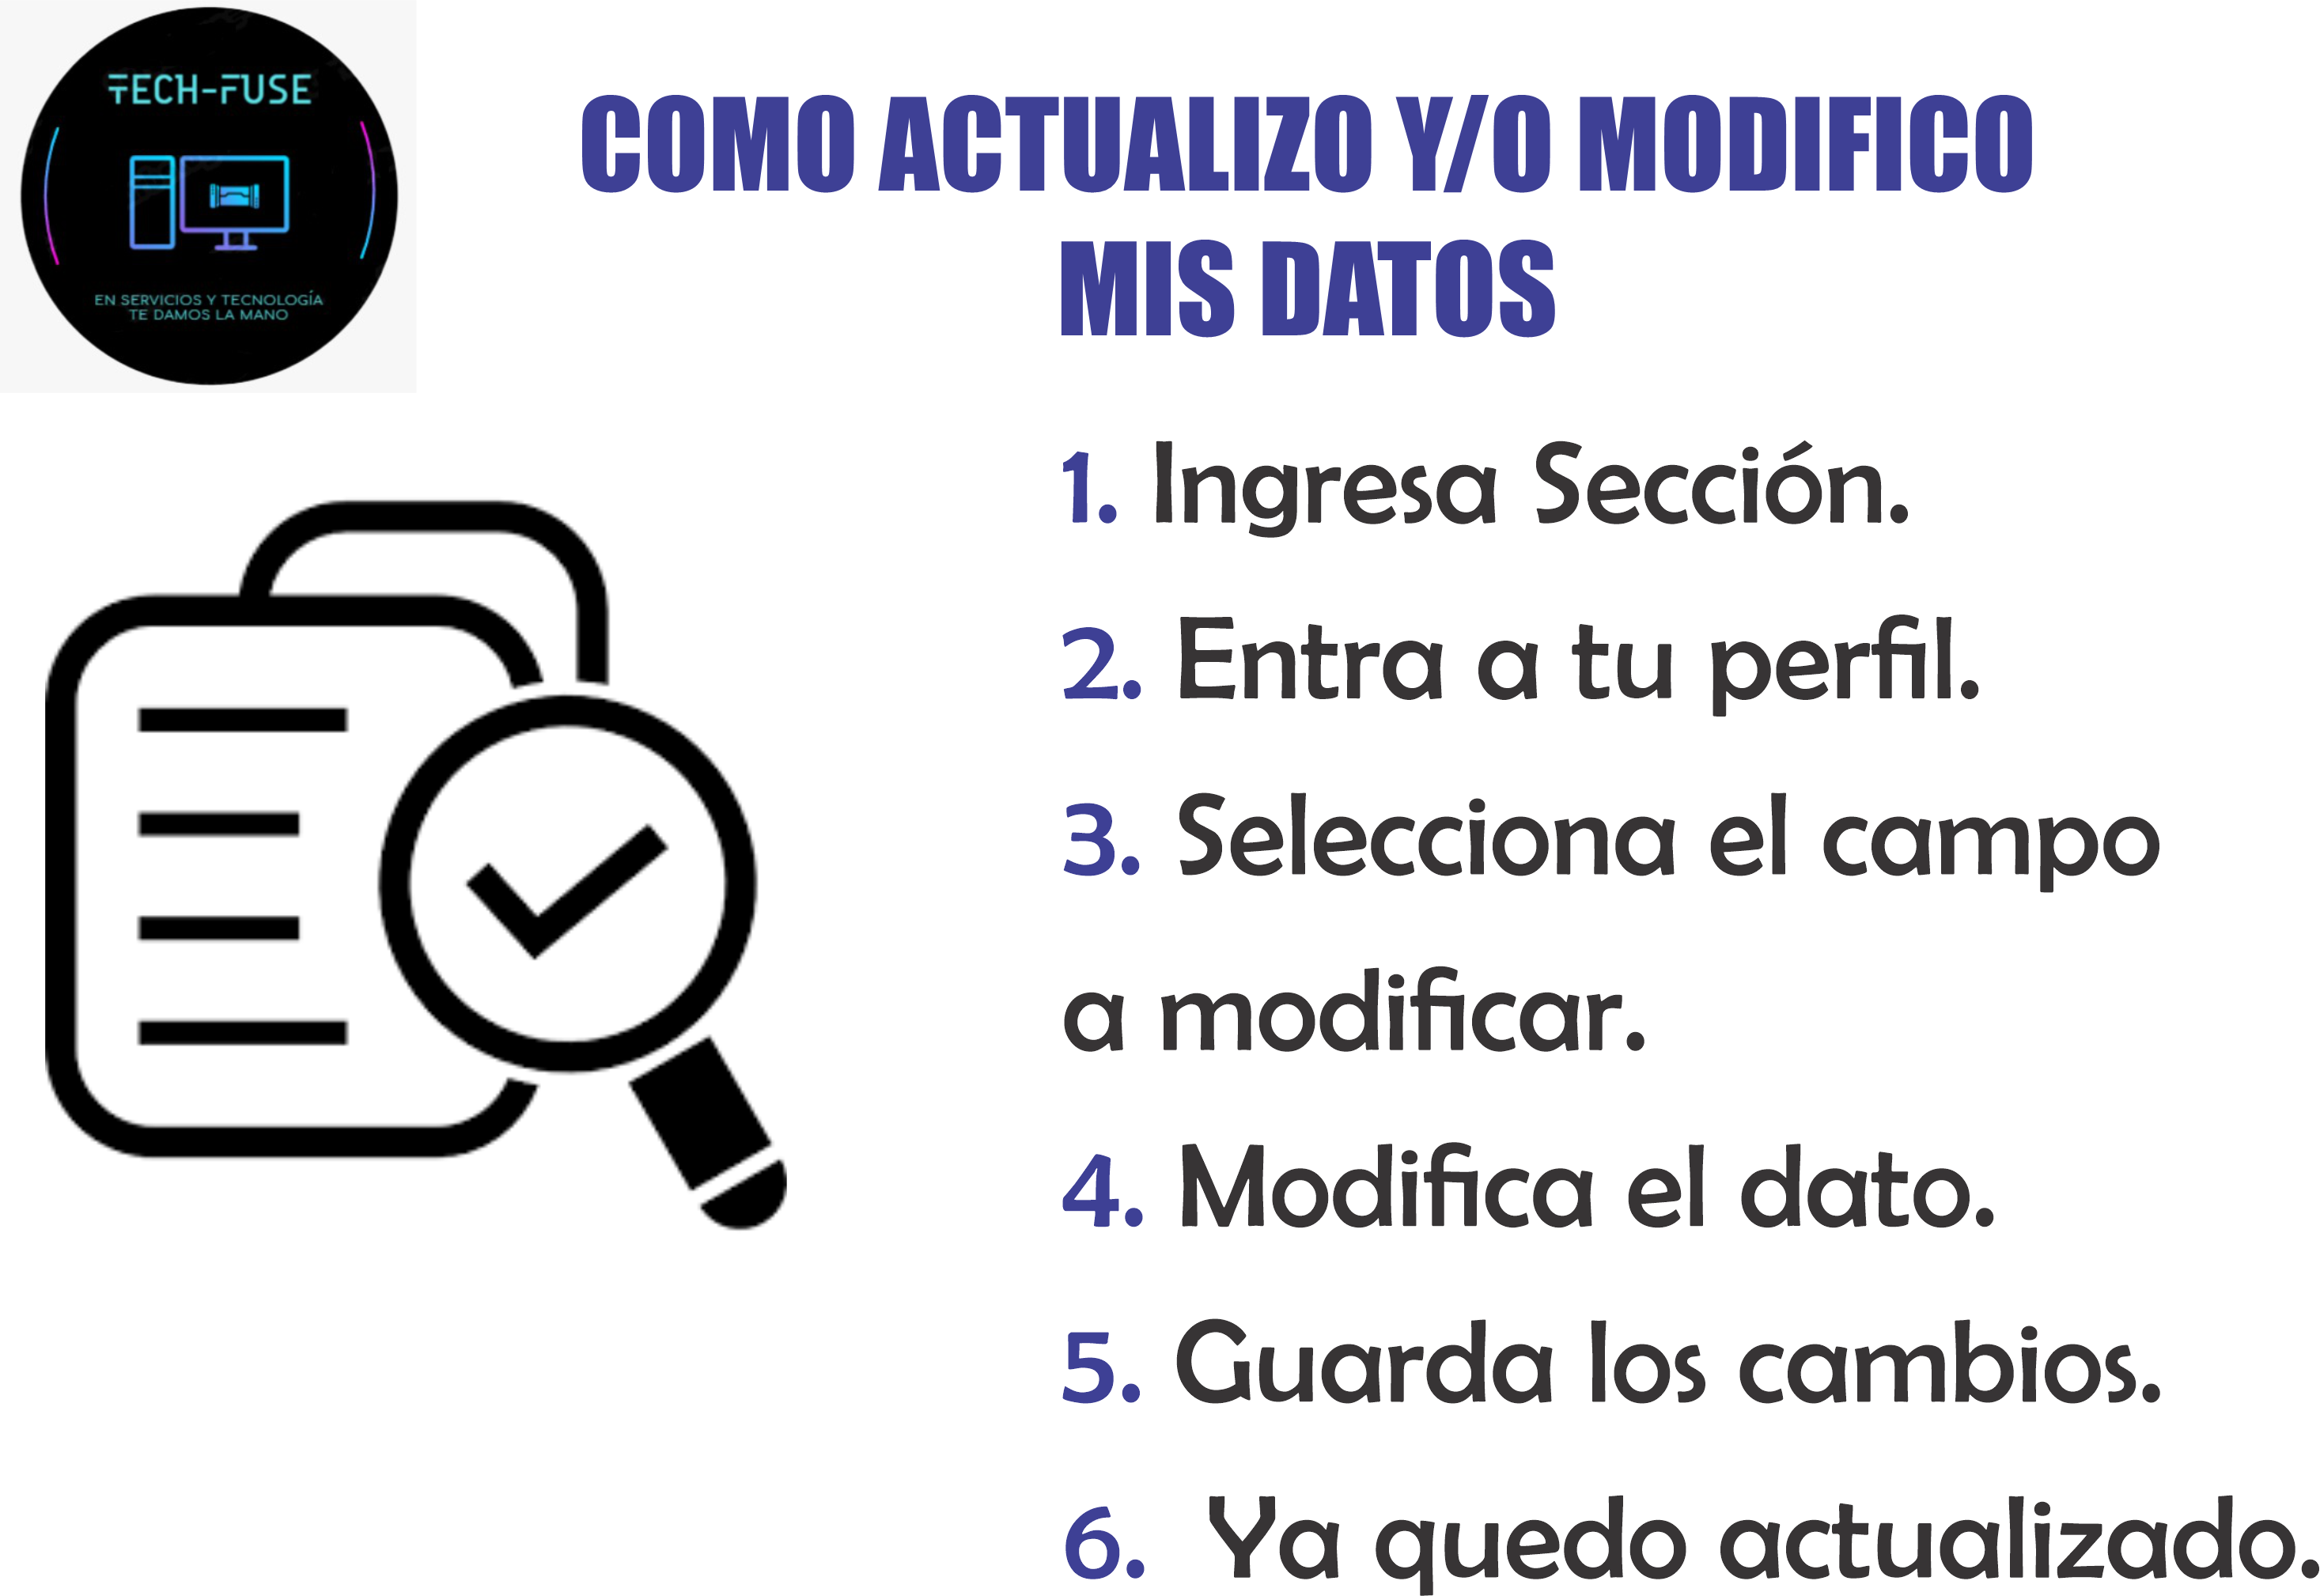 TECH-FUSE
EN SERVICIOS Y TECNOLOGÍA
TE DAMOS LA MANO
COMO ACTUALIZO Y/O MODIFICO
MIS DATOS
1. Ingresa Sección.
2. Entra a tu perfil.
3. Selecciona el campo
a modificar.
4. Modifica el dato.
5. Guarda los cambios.
6. Ya quedo actualizado.